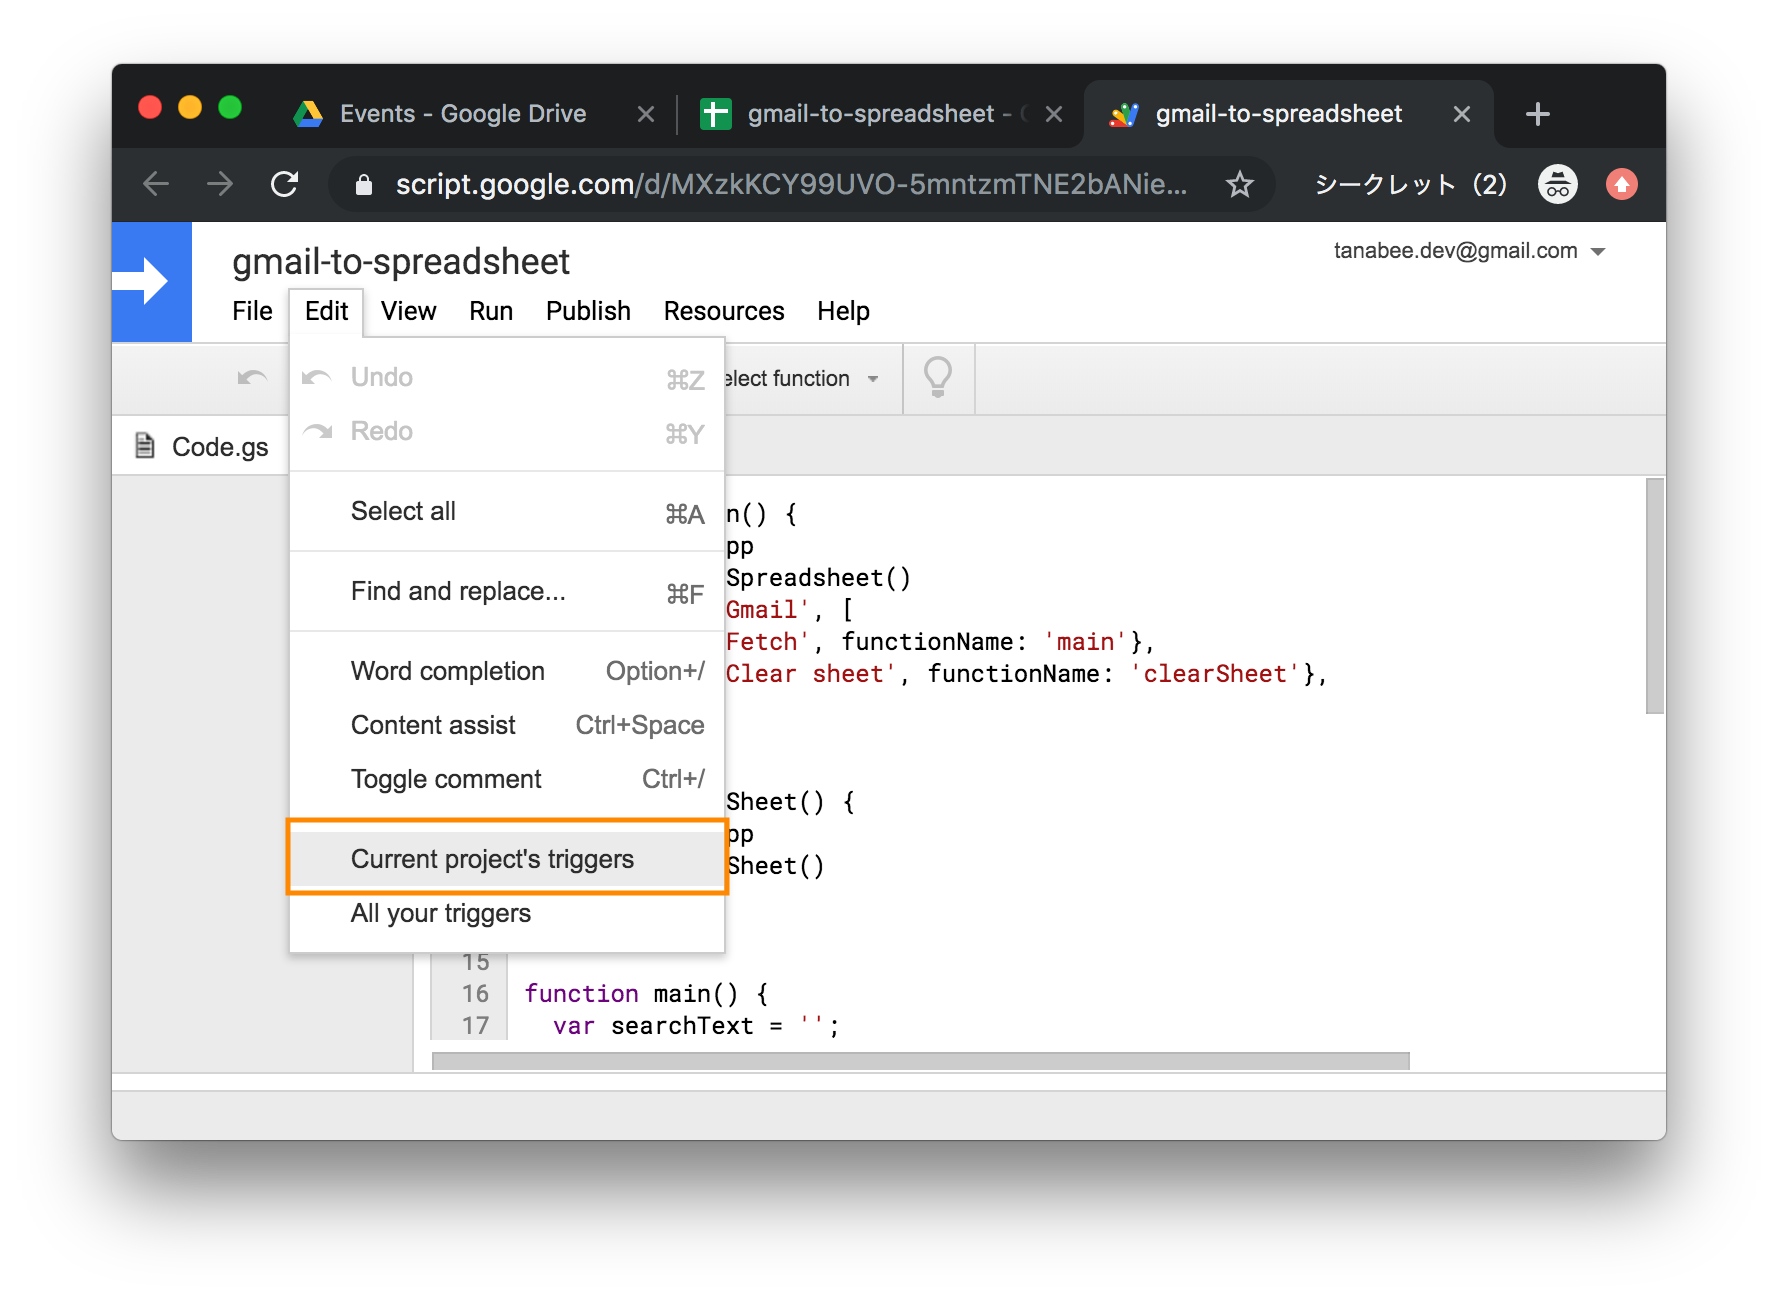 Events - Google Drive
gmail-to-spreadsheet -
gmail-to-spreadsheet
script.google.com/d/MXzkKCY99UVO-5mntzmTNE2bANie...
シークレット (2)
gmail-to-spreadsheet
tanabee.dev@gmail.com
File Edit View Run Publish Resources Help
Undo ⌘Z
elect function
Redo ⌘Y
Code.gs
Select all ⌘A
n() {
pp
Spreadsheet()
Find and replace... ⌘F
Gmail', [
Fetch', functionName: 'main'},
Word completion Option+/
Clear sheet', functionName: 'clearSheet'},
Content assist Ctrl+Space
Toggle comment Ctrl+/
Sheet() {
pp
Current project's triggers
Sheet()
All your triggers
15
16 function main() {
17 var searchText = '';